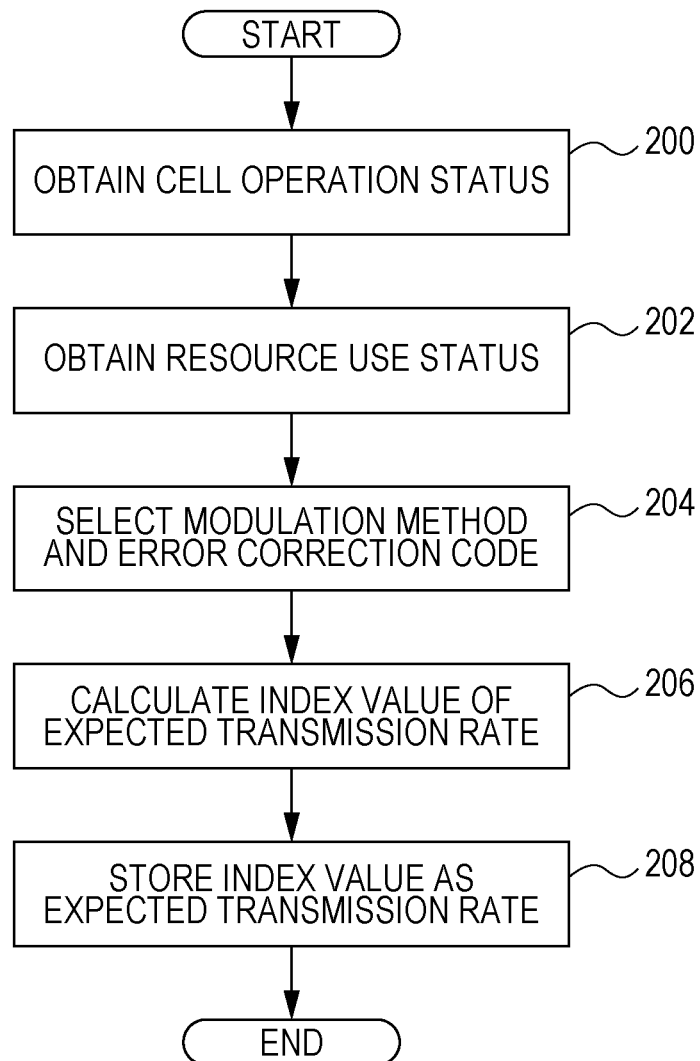 START
200
OBTAIN CELL OPERATION STATUS
202
OBTAIN RESOURCE USE STATUS
204
SELECT MODULATION METHOD
AND ERROR CORRECTION CODE
206
CALCULATE INDEX VALUE OF
EXPECTED TRANSMISSION RATE
208
STORE INDEX VALUE AS
EXPECTED TRANSMISSION RATE
END